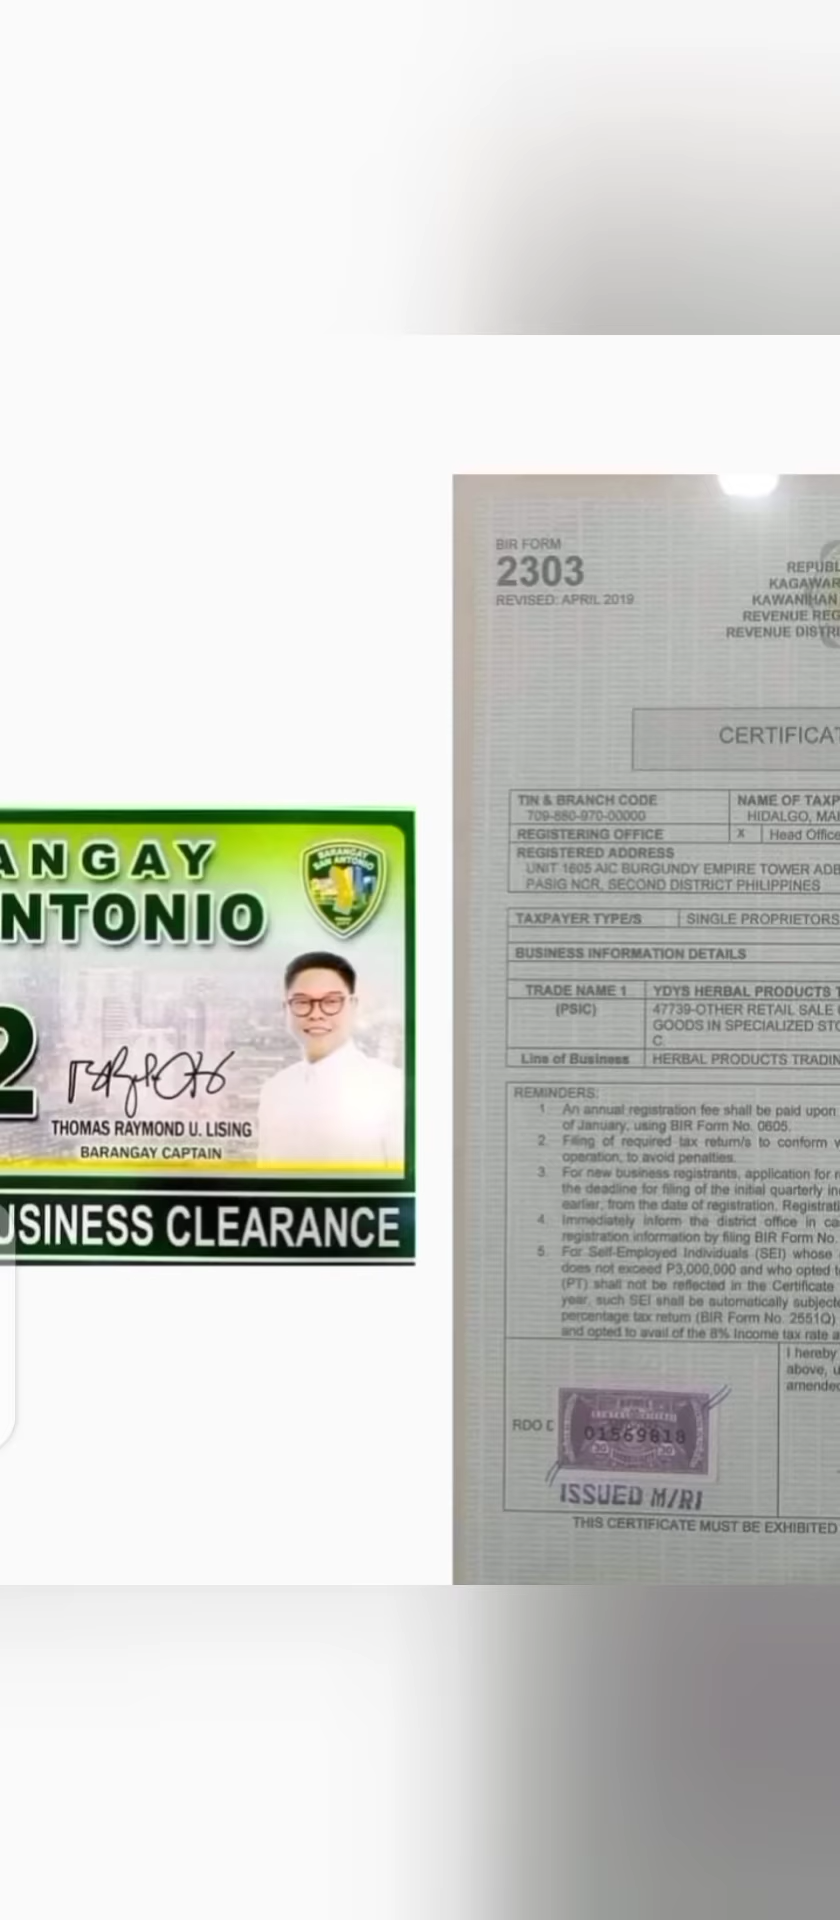 ANGAY
NTONIO
BARANGAY
SAN ANTONIO
2
THOMAS RAYMOND U. LISING
BARANGAY CAPTAIN
USINESS CLEARANCE
BIR FORM
2303
REVISED: APRIL 2019
REPUBL
KAGAWAR
KAWANIHAN
REVENUE REG
REVENUE DISTRI
CERTIFICAT
TIN & BRANCH CODE
NAME OF TAXP
709-880-970-00000
HIDALGO, MAR
REGISTERING OFFICE
X Head Office
REGISTERED ADDRESS
UNIT 1605 AIC BURGUNDY EMPIRE TOWER ADB
PASIG NCR, SECOND DISTRICT PHILIPPINES
TAXPAYER TYPE/S SINGLE PROPRIETORS
BUSINESS INFORMATION DETAILS
TRADE NAME 1 YDYS HERBAL PRODUCTS T
(PSIC) 47739-OTHER RETAIL SALE
GOODS IN SPECIALIZED STO
C.
Line of Business HERBAL PRODUCTS TRADIN
REMINDERS:
1. An annual registration fee shall be paid upon
of January, using BIR Form No. 0605.
2. Filing of required tax return/s to conform w
operation, to avoid penalties.
3. For new business registrants, application for r
the deadline for filing of the initial quarterly in
earlier, from the date of registration. Registrati
4. Immediately inform the district office in ca
registration information by filing BIR Form No.
5. For Self-Employed Individuals (SEI) whose
does not exceed P3,000,000 and who opted t
(PT) shall not be reflected in the Certificate
year, such SEI shall be automatically subjecte
percentage tax return (BIR Form No. 2551Q)
and opted to avail of the 8% Income tax rate a
I hereby
above, u
amended
RDO
01569818
ISSUED M/RI
THIS CERTIFICATE MUST BE EXHIBITED